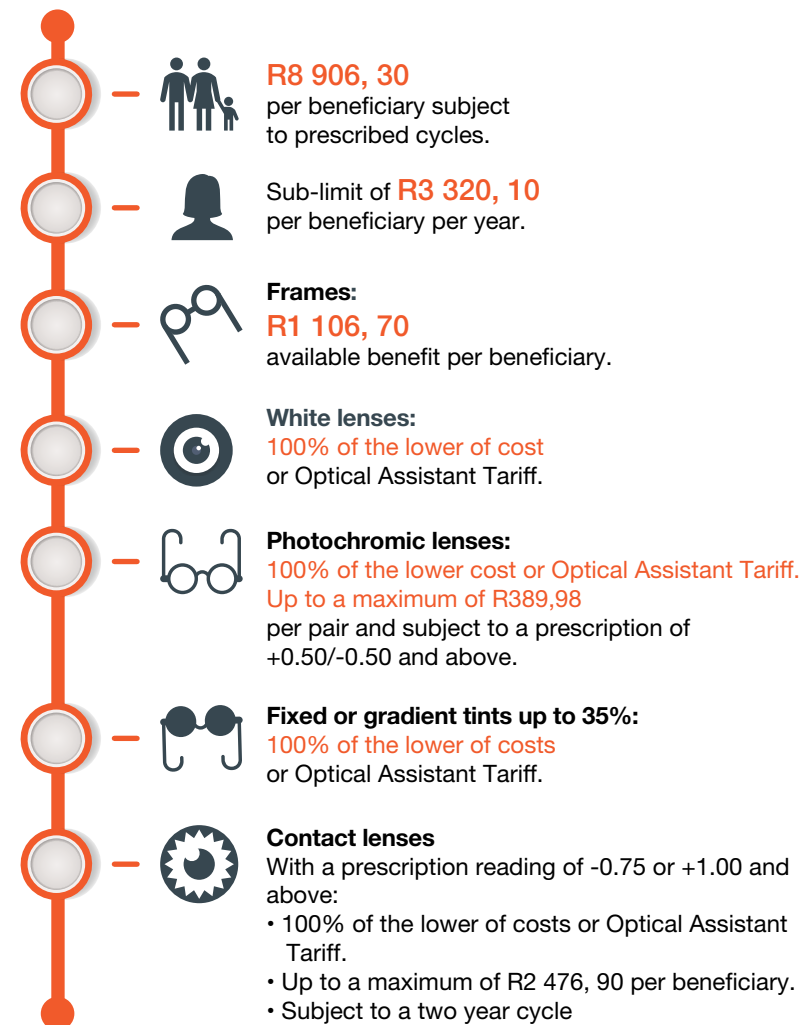 R8 906, 30
per beneficiary subject
to prescribed cycles.
Sub-limit of R3 320, 10
per beneficiary per year.
Frames:
R1 106, 70
available benefit per beneficiary.
White lenses:
100% of the lower of cost
or Optical Assistant Tariff.
Photochromic lenses:
100% of the lower cost or Optical Assistant Tariff.
Up to a maximum of R389,98
per pair and subject to a prescription of
+0.50/-0.50 and above.
Fixed or gradient tints up to 35%:
100% of the lower of costs
or Optical Assistant Tariff.
Contact lenses
With a prescription reading of -0.75 or +1.00 and
above:
• 100% of the lower of costs or Optical Assistant
Tariff.
• Up to a maximum of R2 476, 90 per beneficiary.
• Subject to a two year cycle